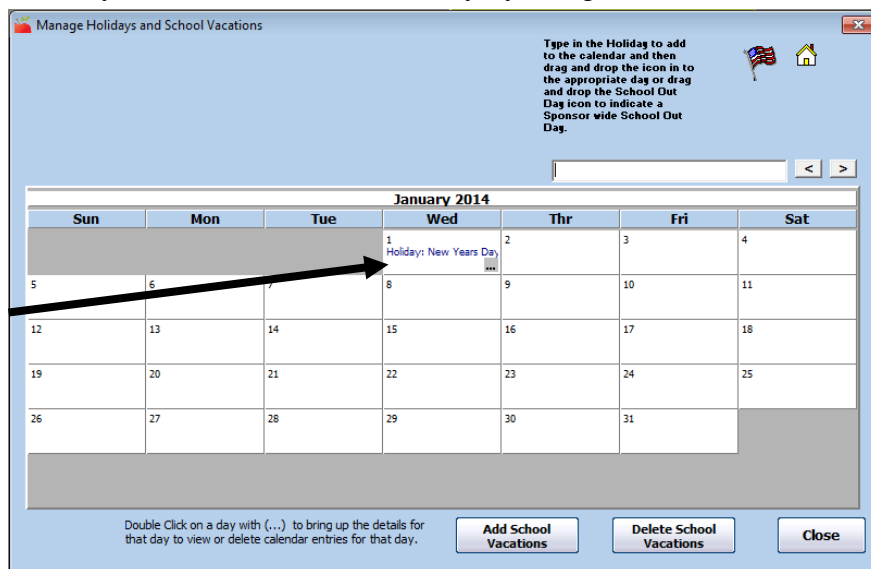 Manage Holidays and School Vacations
Type in the Holiday to add
to the calendar and then
drag and drop the icon in to
the appropriate day or drag
and drop the School Out
Day icon to indicate a
Sponsor wide School Out
Day.
< >
January 2014
Sun Mon Tue Wed Thr Fri Sat
1 2 3 4
Holiday: New Years Day
...
5 6 7 8 9 10 11
12 13 14 15 16 17 18
19 20 21 22 23 24 25
26 27 28 29 30 31
Double Click on a day with (...) to bring up the details for
that day to view or delete calendar entries for that day.
Add School
Vacations
Delete School
Vacations
Close